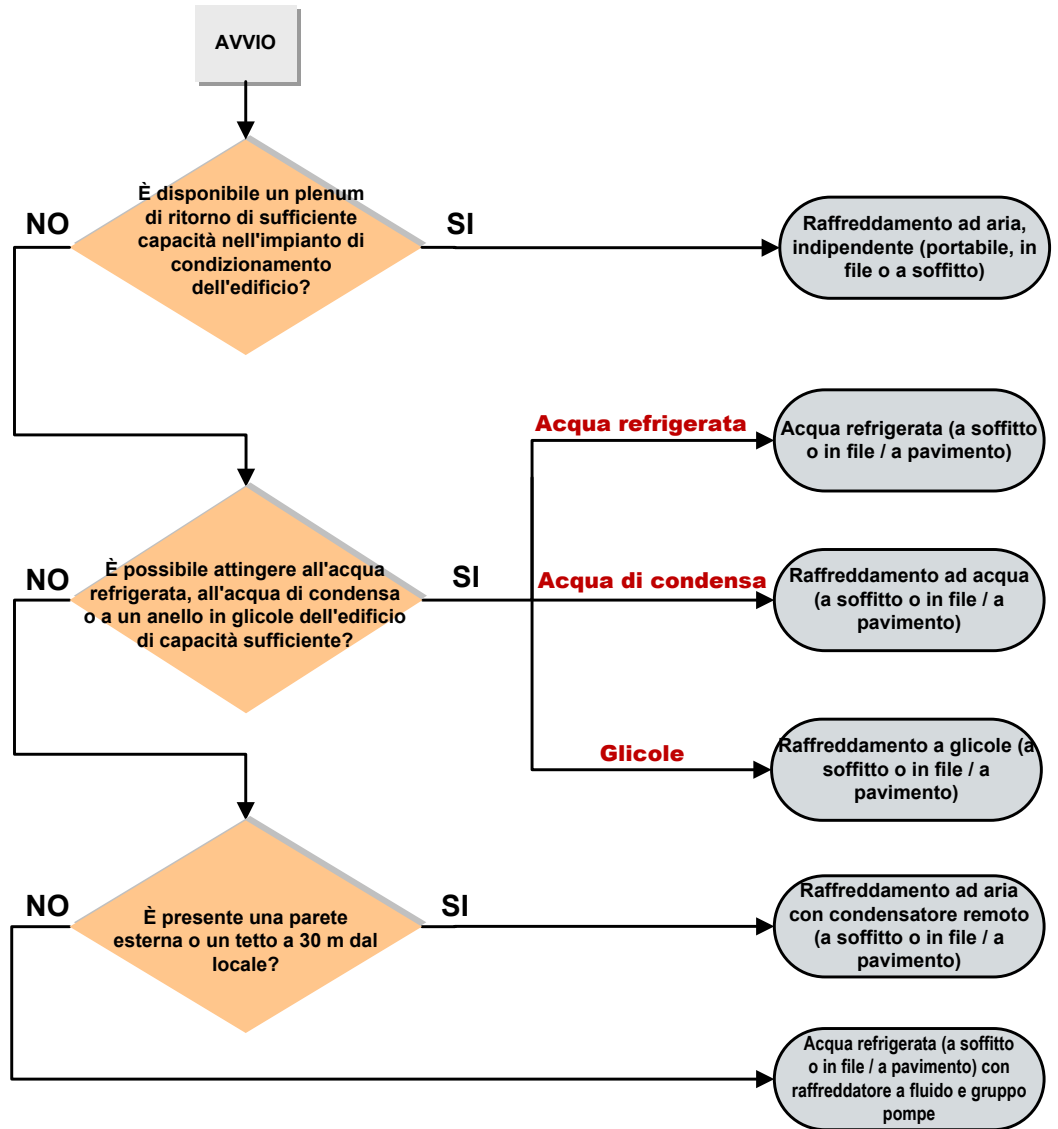 AVVIO
È disponibile un plenum
di ritorno di sufficiente
capacità nell'impianto di
condizionamento
dell'edificio?
NO
SI
Raffreddamento ad aria,
indipendente (portabile, in
file o a soffitto)
È possibile attingere all'acqua
refrigerata, all'acqua di condensa
o a un anello in glicole dell'edificio
di capacità sufficiente?
NO
SI
Acqua refrigerata
Acqua refrigerata (a soffitto
o in file / a pavimento)
Acqua di condensa
Raffreddamento ad acqua
(a soffitto o in file / a
pavimento)
Glicole
Raffreddamento a glicole (a
soffitto o in file / a
pavimento)
È presente una parete
esterna o un tetto a 30 m dal
locale?
NO
SI
Raffreddamento ad aria
con condensatore remoto
(a soffitto o in file / a
pavimento)
Acqua refrigerata (a soffitto
o in file / a pavimento) con
raffreddatore a fluido e gruppo
pompe